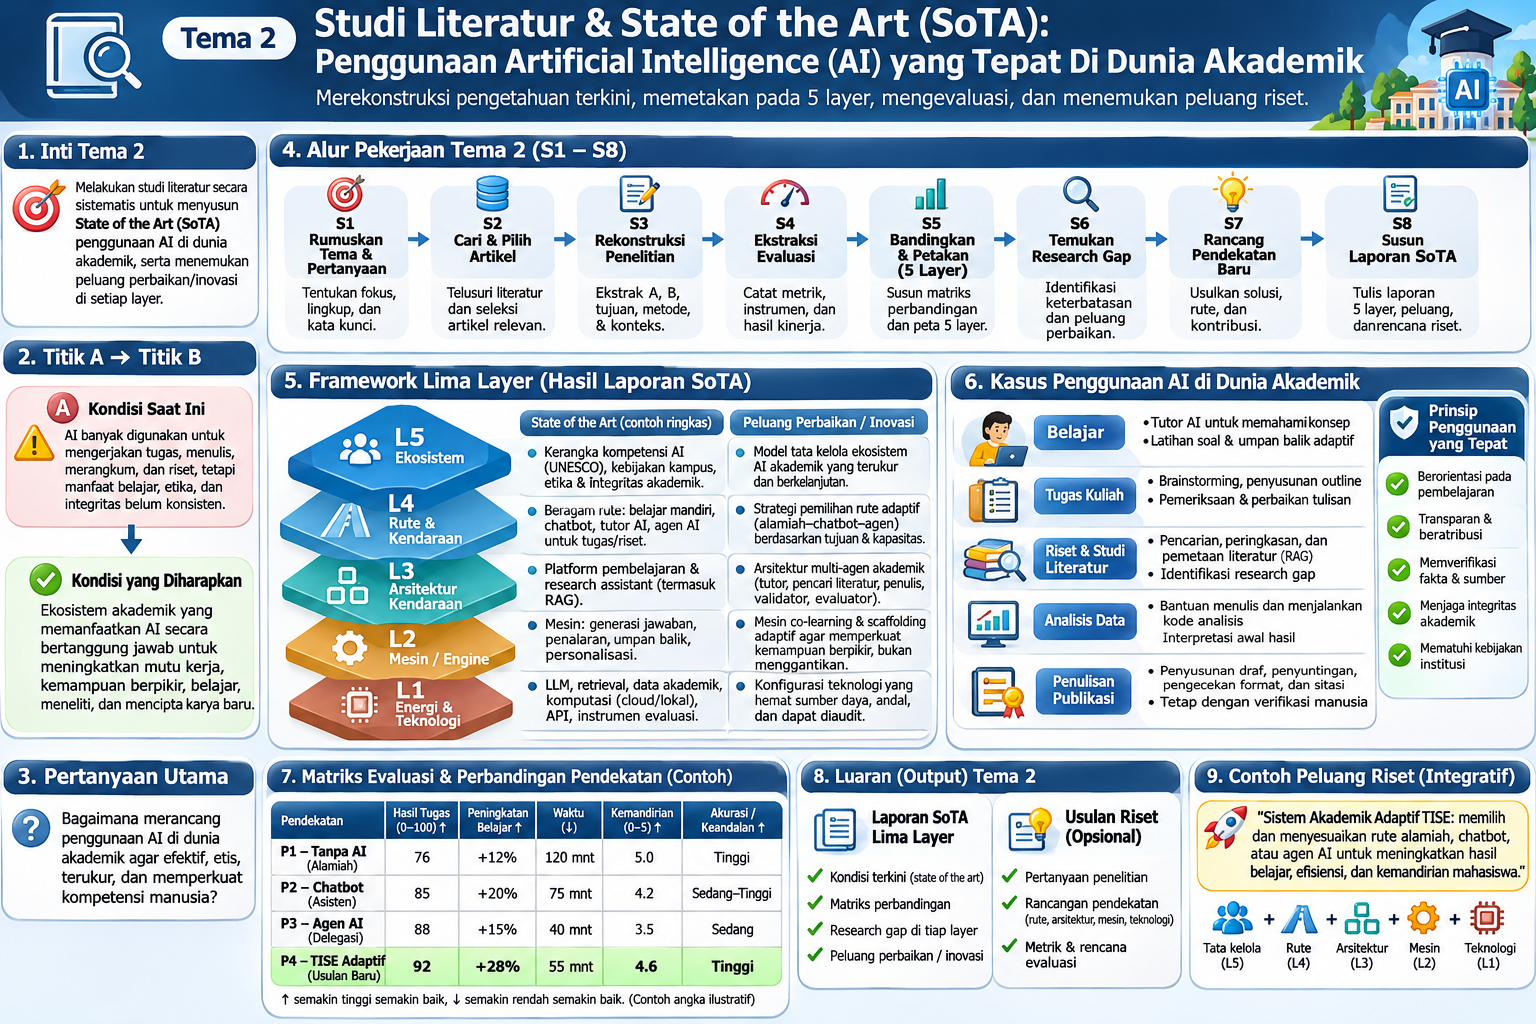 Tema 2
Studi Literatur & State of the Art (SoTA):
Penggunaan Artificial Intelligence (AI) yang Tepat Di Dunia Akademik
Merekonstruksi pengetahuan terkini, memetakan pada 5 layer, mengevaluasi, dan menemukan peluang riset.
AI
1. Inti Tema 2
Melakukan studi literatur secara
sistematis untuk menyusun
State of the Art (SoTA)
penggunaan AI di dunia
akademik, serta menemukan
peluang perbaikan/inovasi
di setiap layer.
2. Titik A → Titik B
A Kondisi Saat Ini
AI banyak digunakan untuk
mengerjakan tugas, menulis,
merangkum, dan riset, tetapi
manfaat belajar, etika, dan
integritas belum konsisten.
Kondisi yang Diharapkan
Ekosistem akademik yang
memanfaatkan AI secara
bertanggung jawab untuk
meningkatkan mutu kerja,
kemampuan berpikir, belajar,
meneliti, dan mencipta karya baru.
3. Pertanyaan Utama
?
Bagaimana merancang
penggunaan AI di dunia
akademik agar efektif, etis,
terukur, dan memperkuat
kompetensi manusia?
4. Alur Pekerjaan Tema 2 (S1 – S8)
S1
Rumuskan
Tema &
Pertanyaan
Tentukan fokus,
lingkup, dan
kata kunci.
S2
Cari & Pilih
Artikel
Telusuri literatur
dan seleksi
artikel relevan.
S3
Rekonstruksi
Penelitian
Ekstrak A, B,
tujuan, metode,
& konteks.
S4
Ekstraksi
Evaluasi
Catat metrik,
instrumen, dan
hasil kinerja.
S5
Bandingkan
& Petakan
(5 Layer)
Susun matriks
perbandingan
dan peta 5 layer.
S6
Temukan
Research Gap
Identifikasi
keterbatasan
dan peluang
perbaikan.
S7
Rancang
Pendekatan
Baru
Usulkan solusi,
rute, dan
kontribusi.
S8
Susun
Laporan SoTA
Tulis laporan
5 layer, peluang,
danrencana riset.
5. Framework Lima Layer (Hasil Laporan SoTA)
State of the Art (contoh ringkas)
Peluang Perbaikan / Inovasi
L5
Ekosistem
• Kerangka kompetensi AI
(UNESCO), kebijakan kampus,
etika & integritas akademik.
• Model tata kelola ekosistem
AI akademik yang terukur
dan berkelanjutan.
L4
Rute &
Kendaraan
• Beragam rute: belajar mandiri,
chatbot, tutor AI, agen AI
untuk tugas/riset.
• Strategi pemilihan rute adaptif
(alamiah–chatbot–agen)
berdasarkan tujuan & kapasitas.
L3
Arsitektur
Kendaraan
• Platform pembelajaran &
research assistant (termasuk
RAG).
• Arsitektur multi-agen akademik
(tutor, pencari literatur, penulis,
validator, evaluator).
L2
Mesin / Engine
• Mesin: generasi jawaban,
penalaran, umpan balik,
personalisasi.
• Mesin co-learning & scaffolding
adaptif agar memperkuat
kemampuan berpikir, bukan
menggantikan.
L1
Energi &
Teknologi
• LLM, retrieval, data akademik,
komputasi (cloud/lokal),
API, instrumen evaluasi.
• Konfigurasi teknologi yang
hemat sumber daya, andal,
dan dapat diaudit.
6. Kasus Penggunaan AI di Dunia Akademik
Belajar
• Tutor AI untuk memahami konsep
• Latihan soal & umpan balik adaptif
Tugas Kuliah
• Brainstorming, penyusunan outline
• Pemeriksaan & perbaikan tulisan
Riset & Studi
Literatur
• Pencarian, peringkasan, dan
pemetaan literatur (RAG)
• Identifikasi research gap
Analisis Data
• Bantuan menulis dan menjalankan
kode analisis
Interpretasi awal hasil
Penulisan
Publikasi
• Penyusunan draf, penyuntingan,
pengecekan format, dan sitasi
• Tetap dengan verifikasi manusia
Prinsip
Penggunaan
yang Tepat
Berorientasi pada
pembelajaran
Transparan &
beratribusi
Memverifikasi
fakta & sumber
Menjaga integritas
akademik
Mematuhi kebijakan
institusi
7. Matriks Evaluasi & Perbandingan Pendekatan (Contoh)
Pendekatan
Hasil Tugas
(0–100) ↑
Peningkatan
Belajar ↑
Waktu
(↓)
Kemandirian
(0–5) ↑
Akurasi /
Keandalan ↑
P1 – Tanpa AI
(Alamiah)
76 +12% 120 mnt 5.0 Tinggi
P2 – Chatbot
(Asisten)
85 +20% 75 mnt 4.2 Sedang–Tinggi
P3 – Agen AI
(Delegasi)
88 +15% 40 mnt 3.5 Sedang
P4 – TISE Adaptif
(Usulan Baru)
92 +28% 55 mnt 4.6 Tinggi
↑ semakin tinggi semakin baik, ↓ semakin rendah semakin baik. (Contoh angka ilustratif)
8. Luaran (Output) Tema 2
Laporan SoTA
Lima Layer
Kondisi terkini (state of the art)
Matriks perbandingan
Research gap di tiap layer
Peluang perbaikan / inovasi
Usulan Riset
(Opsional)
Pertanyaan penelitian
Rancangan pendekatan
(rute, arsitektur, mesin, teknologi)
Metrik & rencana
evaluasi
9. Contoh Peluang Riset (Integratif)
"Sistem Akademik Adaptif TISE: memilih
dan menyesuaikan rute alamiah, chatbot,
atau agen AI untuk meningkatkan hasil
belajar, efisiensi, dan kemandirian mahasiswa."
+ + + +
Tata kelola
(L5)
Rute
(L4)
Arsitektur
(L3)
Mesin
(L2)
Teknologi
(L1)